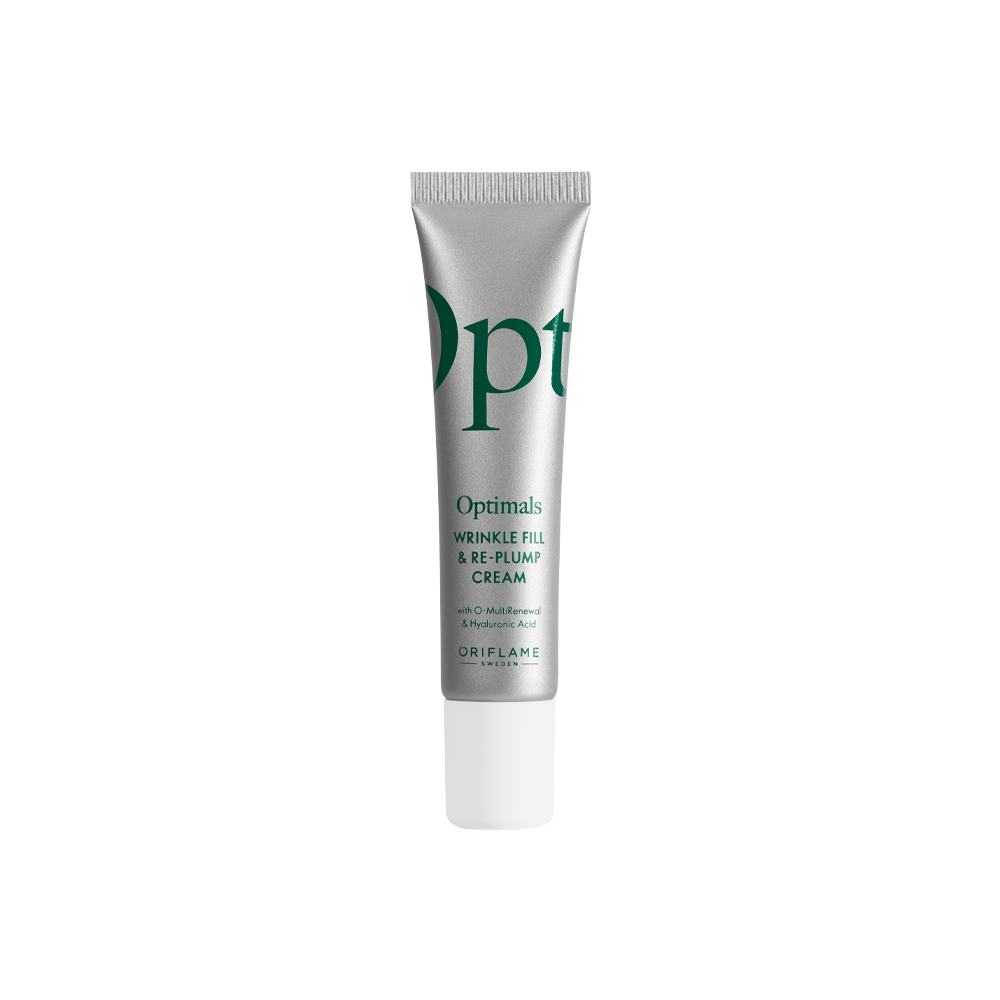 Opt
Optimals
WRINKLE FILL
& RE-PLUMP
CREAM
with O-MultiRenewal
& Hyaluronic Acid
ORIFLAME
SWEDEN